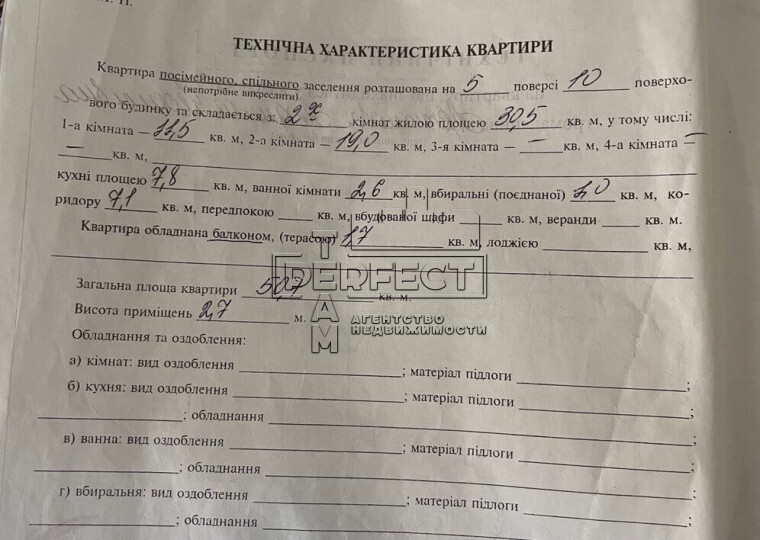 ТЕХНІЧНА ХАРАКТЕРИСТИКА КВАРТИРИ
Квартира посімейного, спільного заселення розташована на 5 поверсі 10 поверхо-
(непотрібне викреслити)
вого будинку та складається з: 2х кімнат жилою площею 30,5 кв. м, у тому числі:
1-а кімната — 11,5 кв. м, 2-а кімната — 19,0 кв. м, 3-я кімната — — кв. м, 4-а кімната —
— кв. м,
кухні площею 7,8 кв. м, ванної кімнати 2,6 кв. м, вбиральні (поєднаної) 1,0 кв. м, ко-
ридору 7,1 кв. м, передпокою кв. м, вбудованої шафи кв. м, веранди кв. м.
Квартира обладнана балконом, (терасою) 1,7 кв. м, лоджією кв. м,
Загальна площа квартири 50,7 кв. м.
Висота приміщень 2,7 м.
TEAM PERFECT
АГЕНТСТВО
НЕДВИЖИМОСТИ
Обладнання та оздоблення:
а) кімнат: вид оздоблення ; матеріал підлоги ;
б) кухня: вид оздоблення ; матеріал підлоги
; обладнання ;
в) ванна: вид оздоблення ; матеріал підлоги
; обладнання ;
г) вбиральня: вид оздоблення ; матеріал підлоги
; обладнання ;